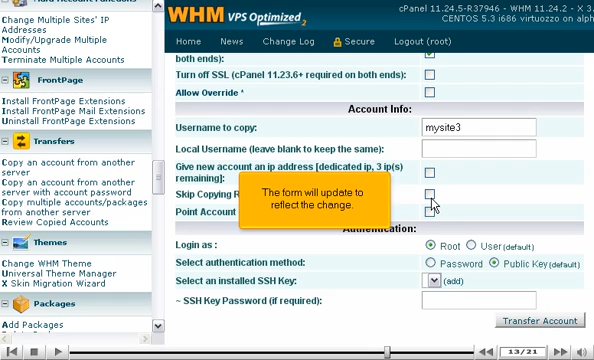 Multi Account Functions
Change Multiple Sites' IP
Addresses
Modify/Upgrade Multiple
Accounts
Terminate Multiple Accounts
FrontPage
Install FrontPage Extensions
Install FrontPage Mail Extensions
Uninstall FrontPage Extensions
Transfers
Copy an account from another
server
Copy an account from another
server with account password
Copy multiple accounts/packages
from another server
Review Copied Accounts
Themes
Change WHM Theme
Universal Theme Manager
X Skin Migration Wizard
Packages
Add Packages
WHM VPS Optimized 2
cPanel 11.24.5-R37946 - WHM 11.24.2 - X 3.
CENTOS 5.3 i686 virtuozzo on alph
Home News Change Log Secure Logout (root)
both ends):
Turn off SSL (cPanel 11.23.6+ required on both ends):
Allow Override *
Account Info:
Username to copy: mysite3
Local Username (leave blank to keep the same):
Give new account an ip address [dedicated ip, 3 ip(s)
remaining]:
Skip Copying R
Point Account
The form will update to
reflect the change.
Authentication:
Login as : Root User (default)
Select authentication method: Password Public Key (default)
Select an installed SSH Key: (add)
~ SSH Key Password (if required):
Transfer Account
13/21